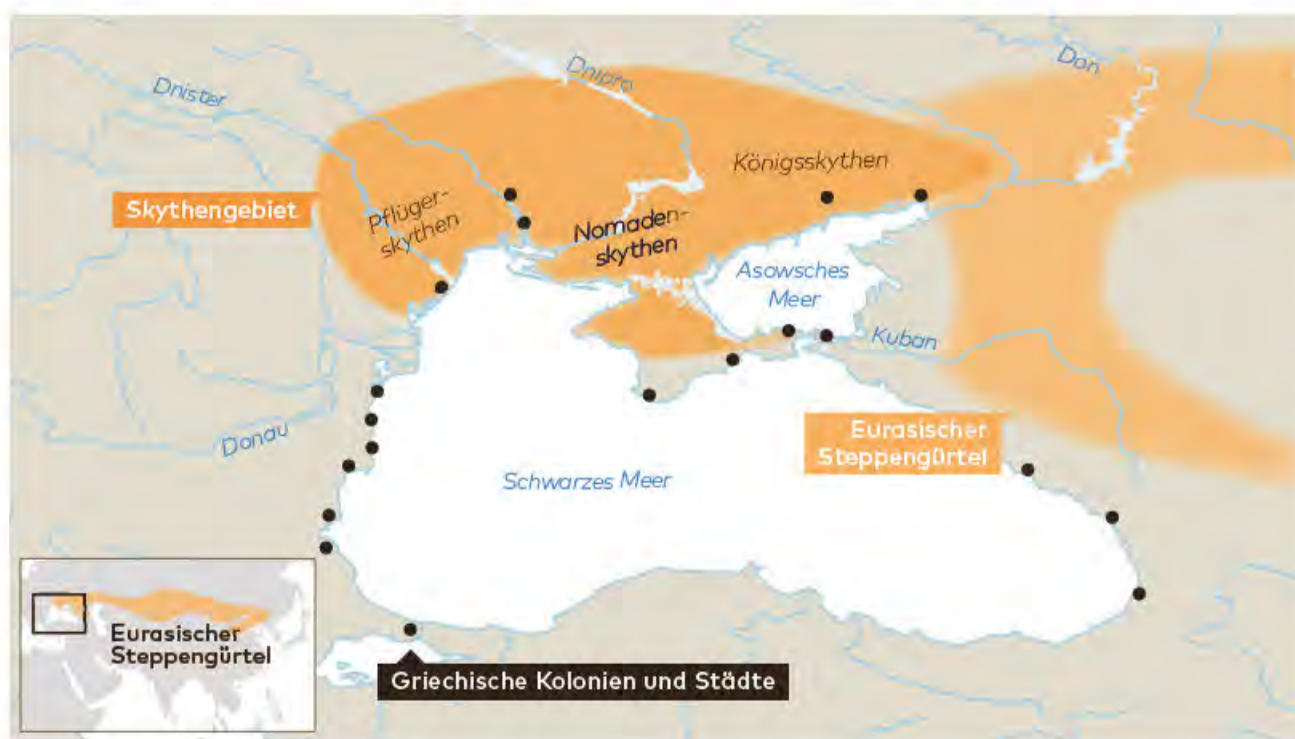 Dnister
Dnipro
Don
Königsskythen
Skythengebiet
Pflüger-
skythen
Nomaden-
skythen
Asowsches
Meer
Kuban
Donau
Eurasischer
Steppengürtel
Schwarzes Meer
Eurasischer
Steppengürtel
Griechische Kolonien und Städte